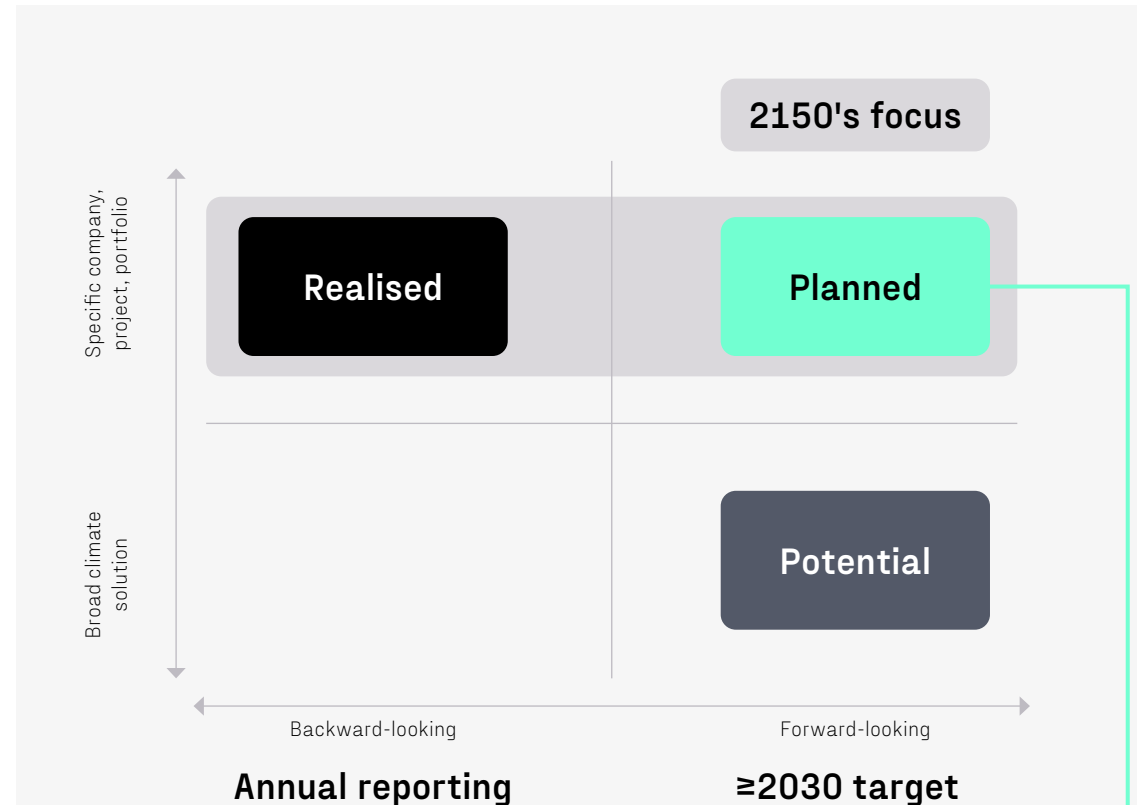 2150's focus
Specific company,
project, portfolio
Realised
Planned
Broad climate
solution
Potential
Backward-looking
Forward-looking
Annual reporting
≥2030 target